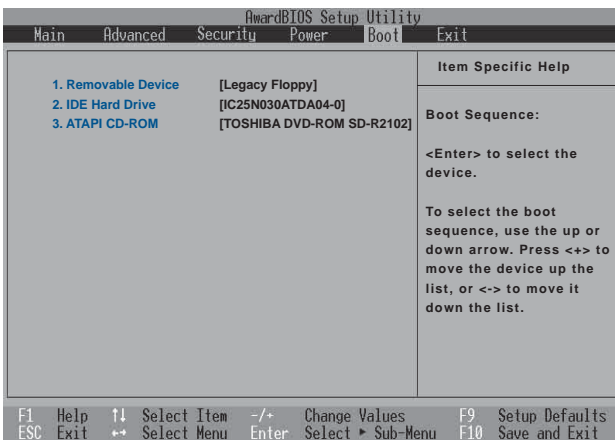 AwardBIOS Setup Utility
Main Advanced Security Power Boot Exit
1. Removable Device [Legacy Floppy]
2. IDE Hard Drive [IC25N030ATDA04-0]
3. ATAPI CD-ROM [TOSHIBA DVD-ROM SD-R2102]
Item Specific Help
Boot Sequence:
<Enter> to select the
device.
To select the boot
sequence, use the up or
down arrow. Press <+> to
move the device up the
list, or <-> to move it
down the list.
F1 Help ↑↓ Select Item -/+ Change Values F9 Setup Defaults
ESC Exit ←→ Select Menu Enter Select ► Sub-Menu F10 Save and Exit